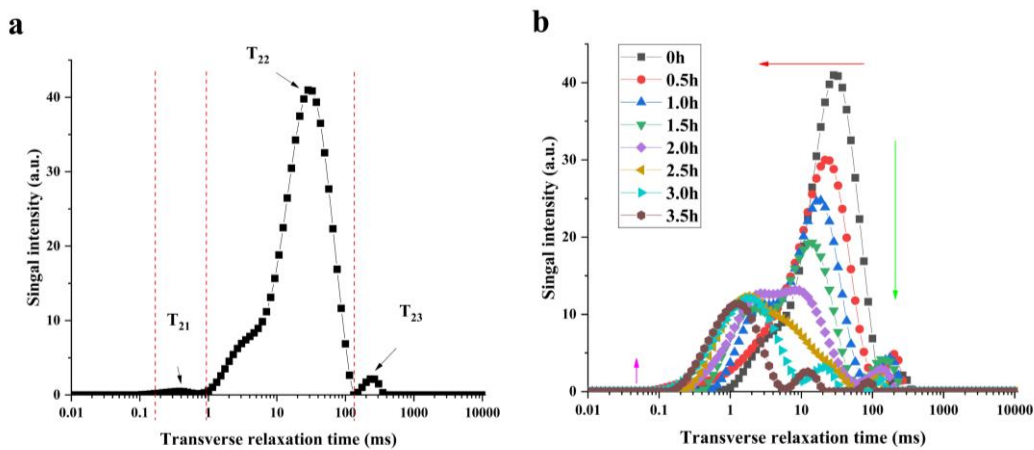 a
T22
T21
T23
Singal intensity (a.u.)
40
30
20
10
0
0.01 0.1 1 10 100 1000 10000
Transverse relaxation time (ms)
b
0h
0.5h
1.0h
1.5h
2.0h
2.5h
3.0h
3.5h
Singal intensity (a.u.)
40
30
20
10
0
0.01 0.1 1 10 100 1000 10000
Transverse relaxation time (ms)